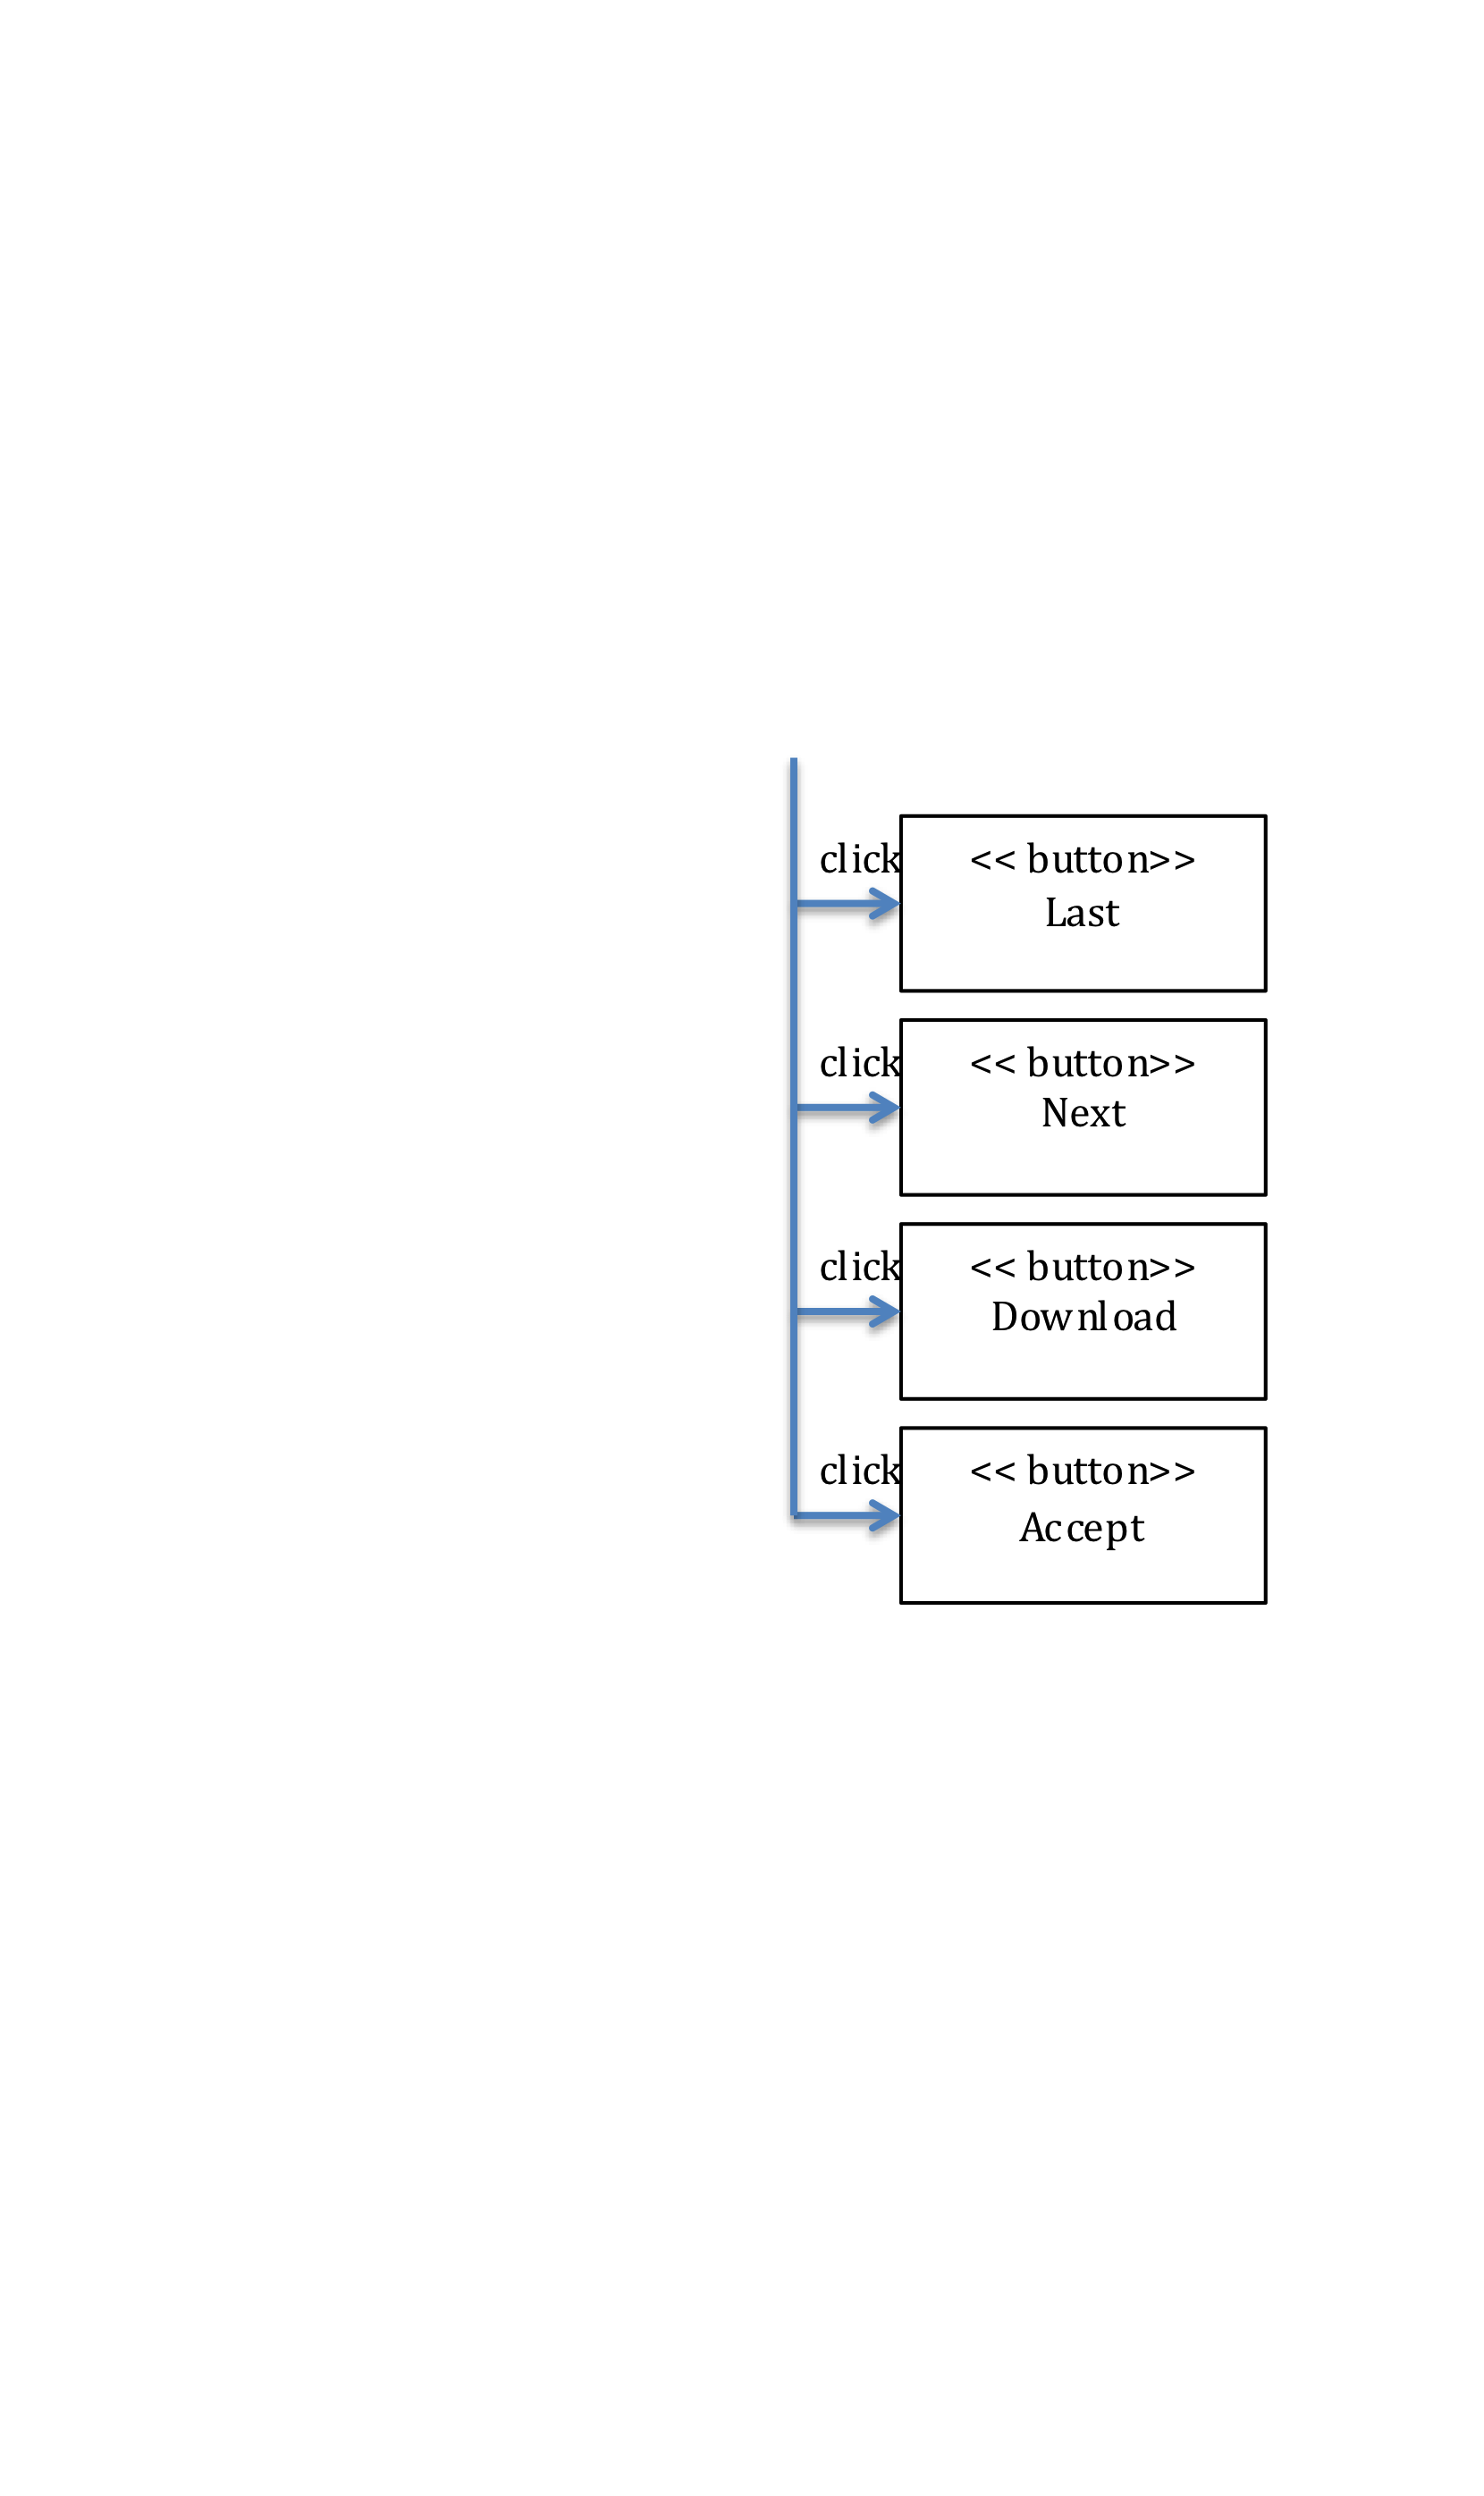 click
<< button>>
Last
click
<< button>>
Next
click
<< button>>
Download
click
<< button>>
Accept